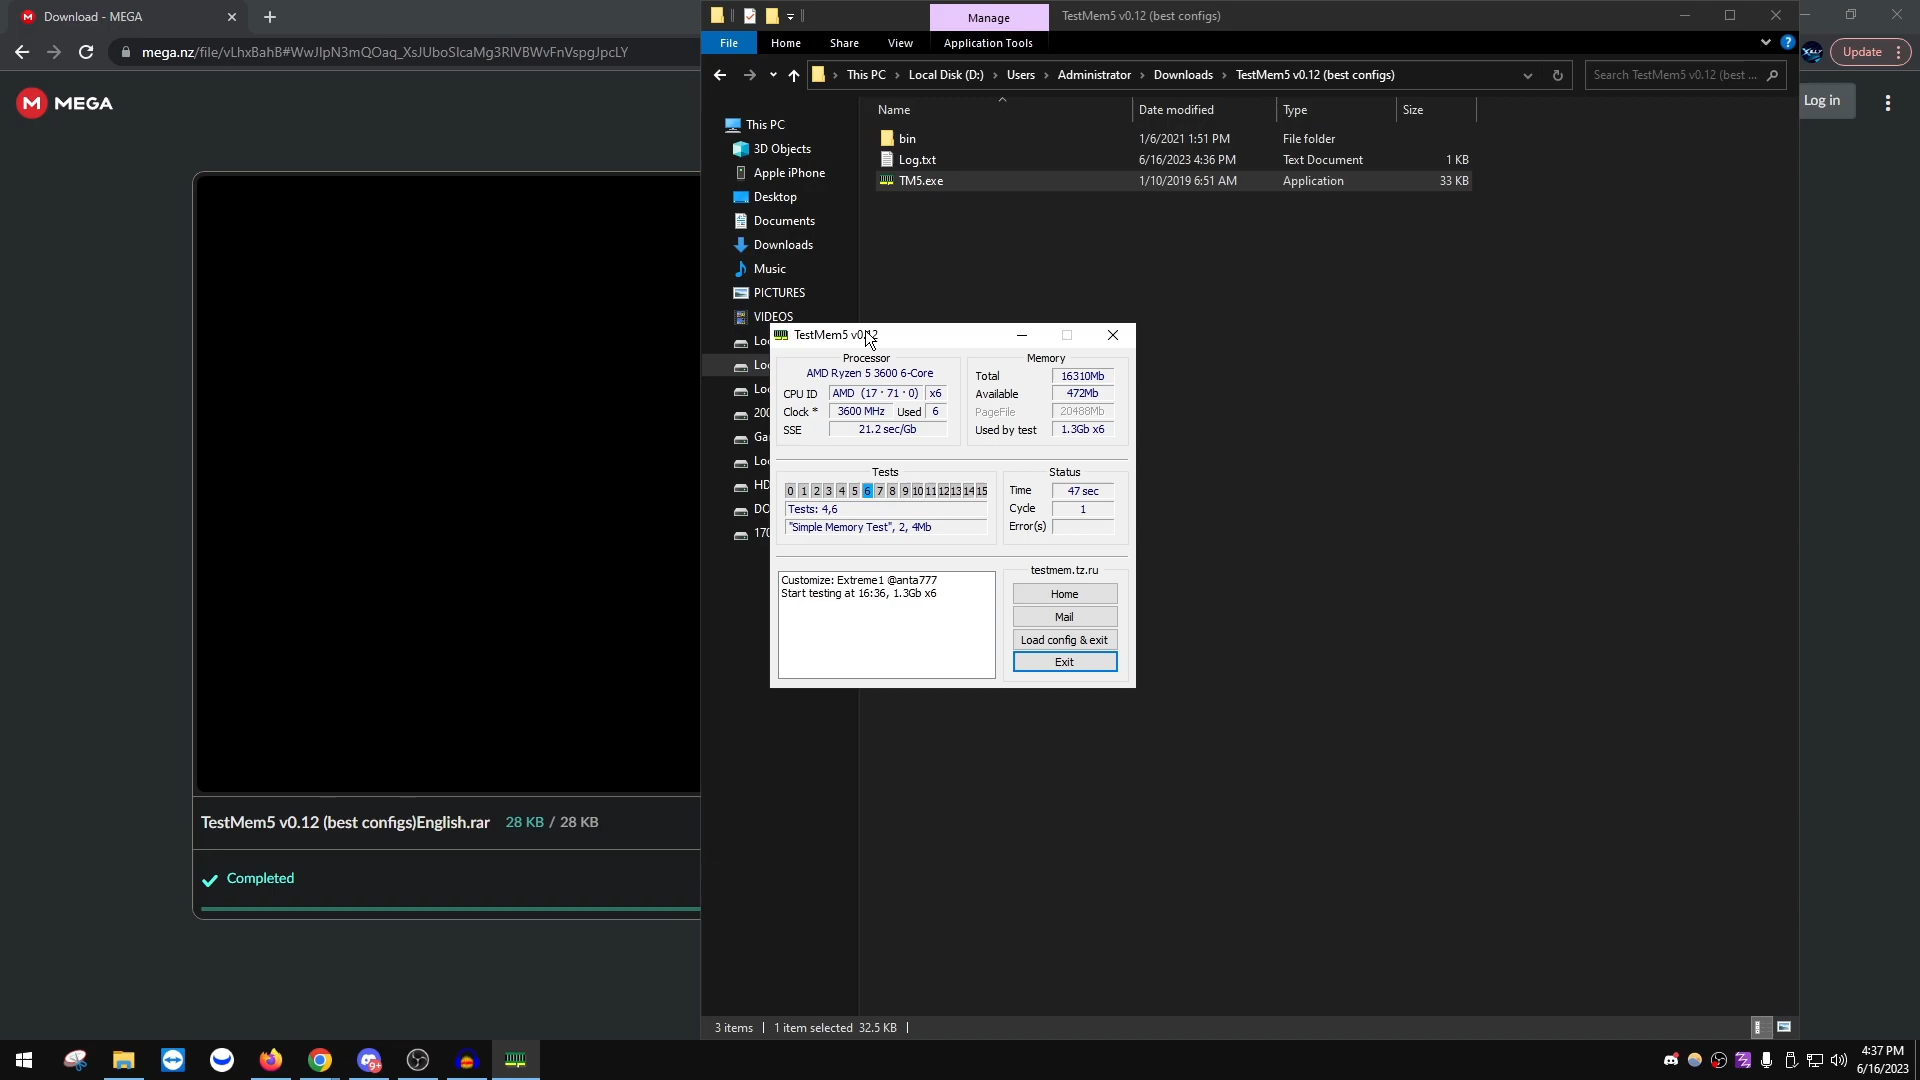 Download - MEGA
mega.nz/file/vLhxBahB#WwJlpN3mQOaq_XsJUboSlcaMg3RlVBWvFnVspgJpcLY
Update
MEGA
Log in
TestMem5 v0.12 (best configs)English.rar 28 KB / 28 KB
Completed
Manage
TestMem5 v0.12 (best configs)
File Home Share View Application Tools
This PC › Local Disk (D:) › Users › Administrator › Downloads › TestMem5 v0.12 (best configs)
Search TestMem5 v0.12 (best ...
This PC
3D Objects
Apple iPhone
Desktop
Documents
Downloads
Music
PICTURES
VIDEOS
Name Date modified Type Size
bin 1/6/2021 1:51 PM File folder
Log.txt 6/16/2023 4:36 PM Text Document 1 KB
TM5.exe 1/10/2019 6:51 AM Application 33 KB
TestMem5 v0.12
Processor
AMD Ryzen 5 3600 6-Core
CPU ID AMD (17 · 71 · 0) x6
Clock * 3600 MHz Used 6
SSE 21.2 sec/Gb
Memory
Total 16310Mb
Available 472Mb
PageFile 20488Mb
Used by test 1.3Gb x6
Tests
0 1 2 3 4 5 6 7 8 9 10 11 12 13 14 15
Tests: 4,6
"Simple Memory Test", 2, 4Mb
Status
Time 47 sec
Cycle 1
Error(s)
Customize: Extreme1 @anta777
Start testing at 16:36, 1.3Gb x6
testmem.tz.ru
Home
Mail
Load config & exit
Exit
3 items 1 item selected 32.5 KB
9+
4:37 PM
6/16/2023